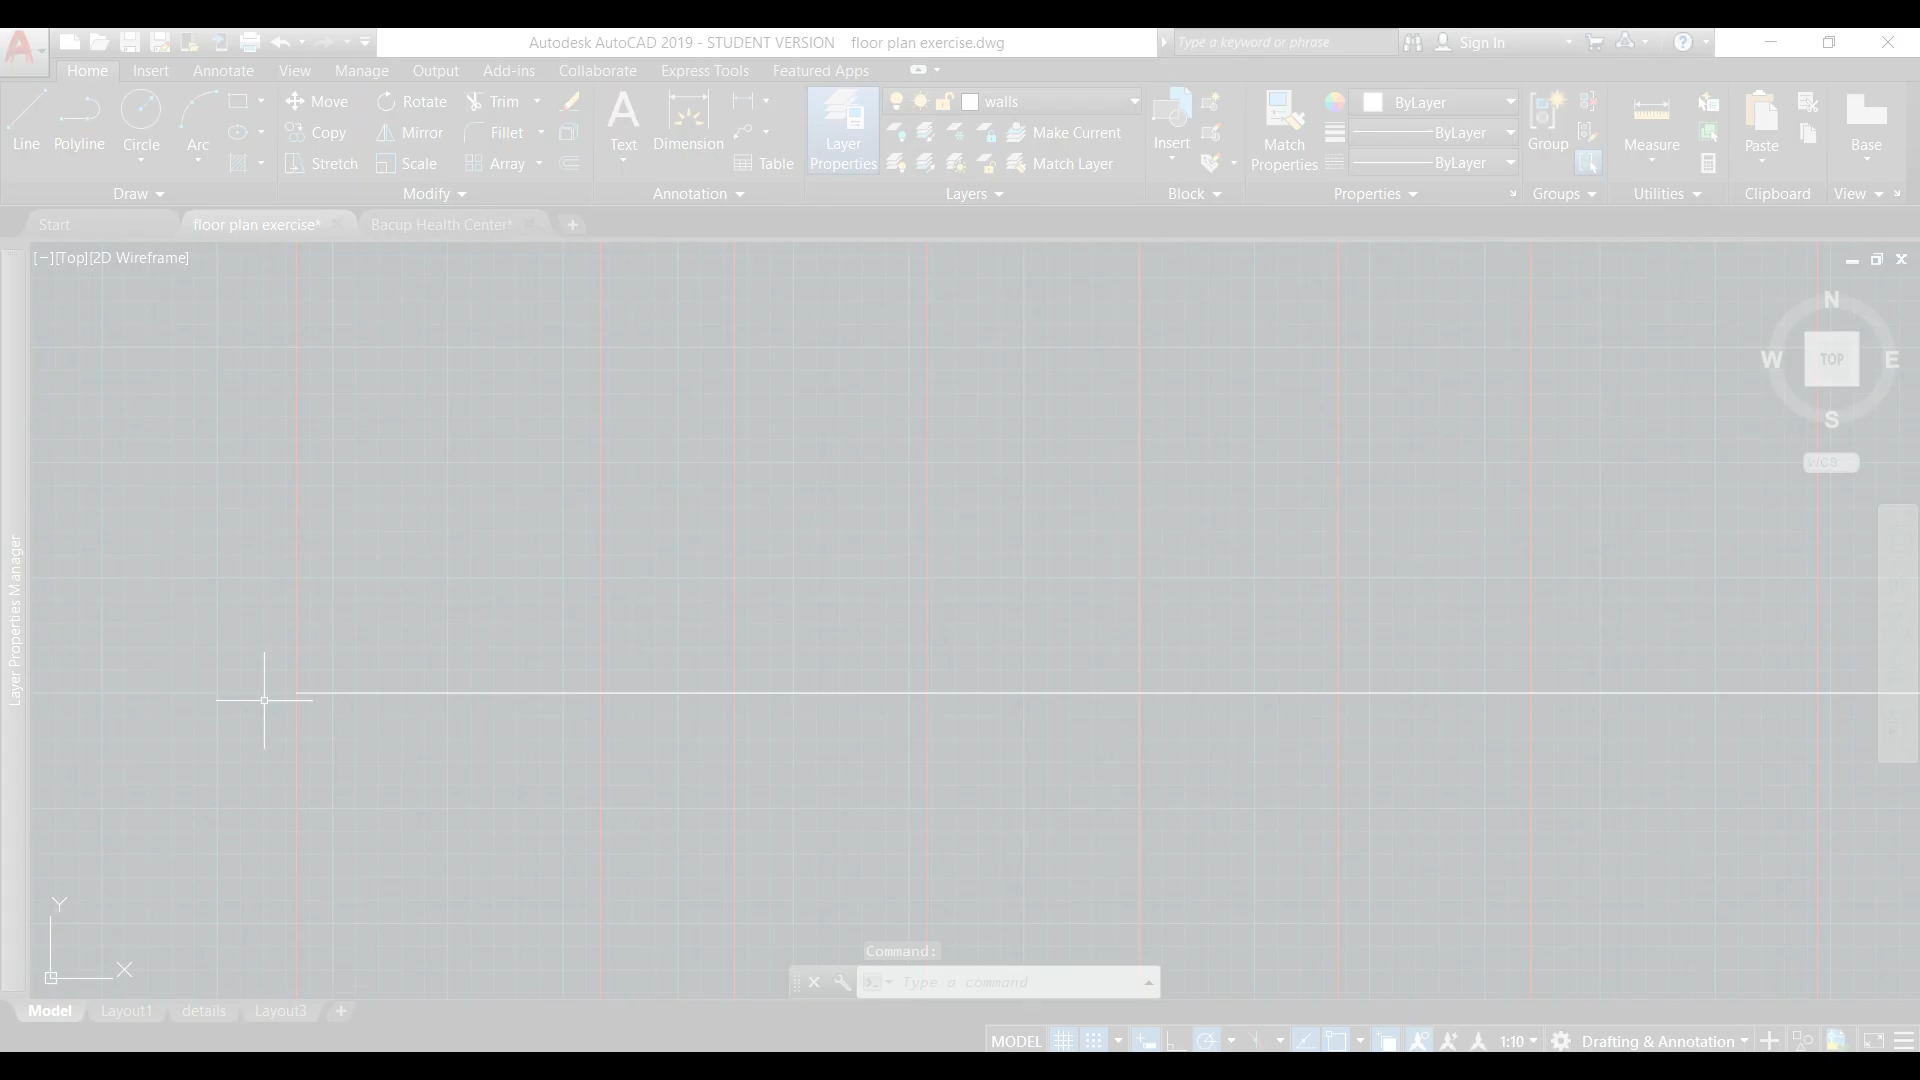 Autodesk AutoCAD 2019 - STUDENT VERSION floor plan exercise.dwg
Type a keyword or phrase
Sign In
Home Insert Annotate View Manage Output Add-ins Collaborate Express Tools Featured Apps
Line Polyline Circle Arc
Move Rotate Trim
Copy Mirror Fillet
Stretch Scale Array
Text Dimension
Table
Layer Properties
walls
Make Current
Match Layer
Insert
Match Properties
ByLayer
ByLayer
ByLayer
Group
Measure
Paste
Base
Draw Modify Annotation Layers Block Properties Groups Utilities Clipboard View
Start floor plan exercise* Bacup Health Center*
[−][Top][2D Wireframe]
N
W TOP E
S
WCS
Layer Properties Manager
Y
X
Command:
Type a command
Model Layout1 details Layout3
MODEL 1:10 Drafting & Annotation